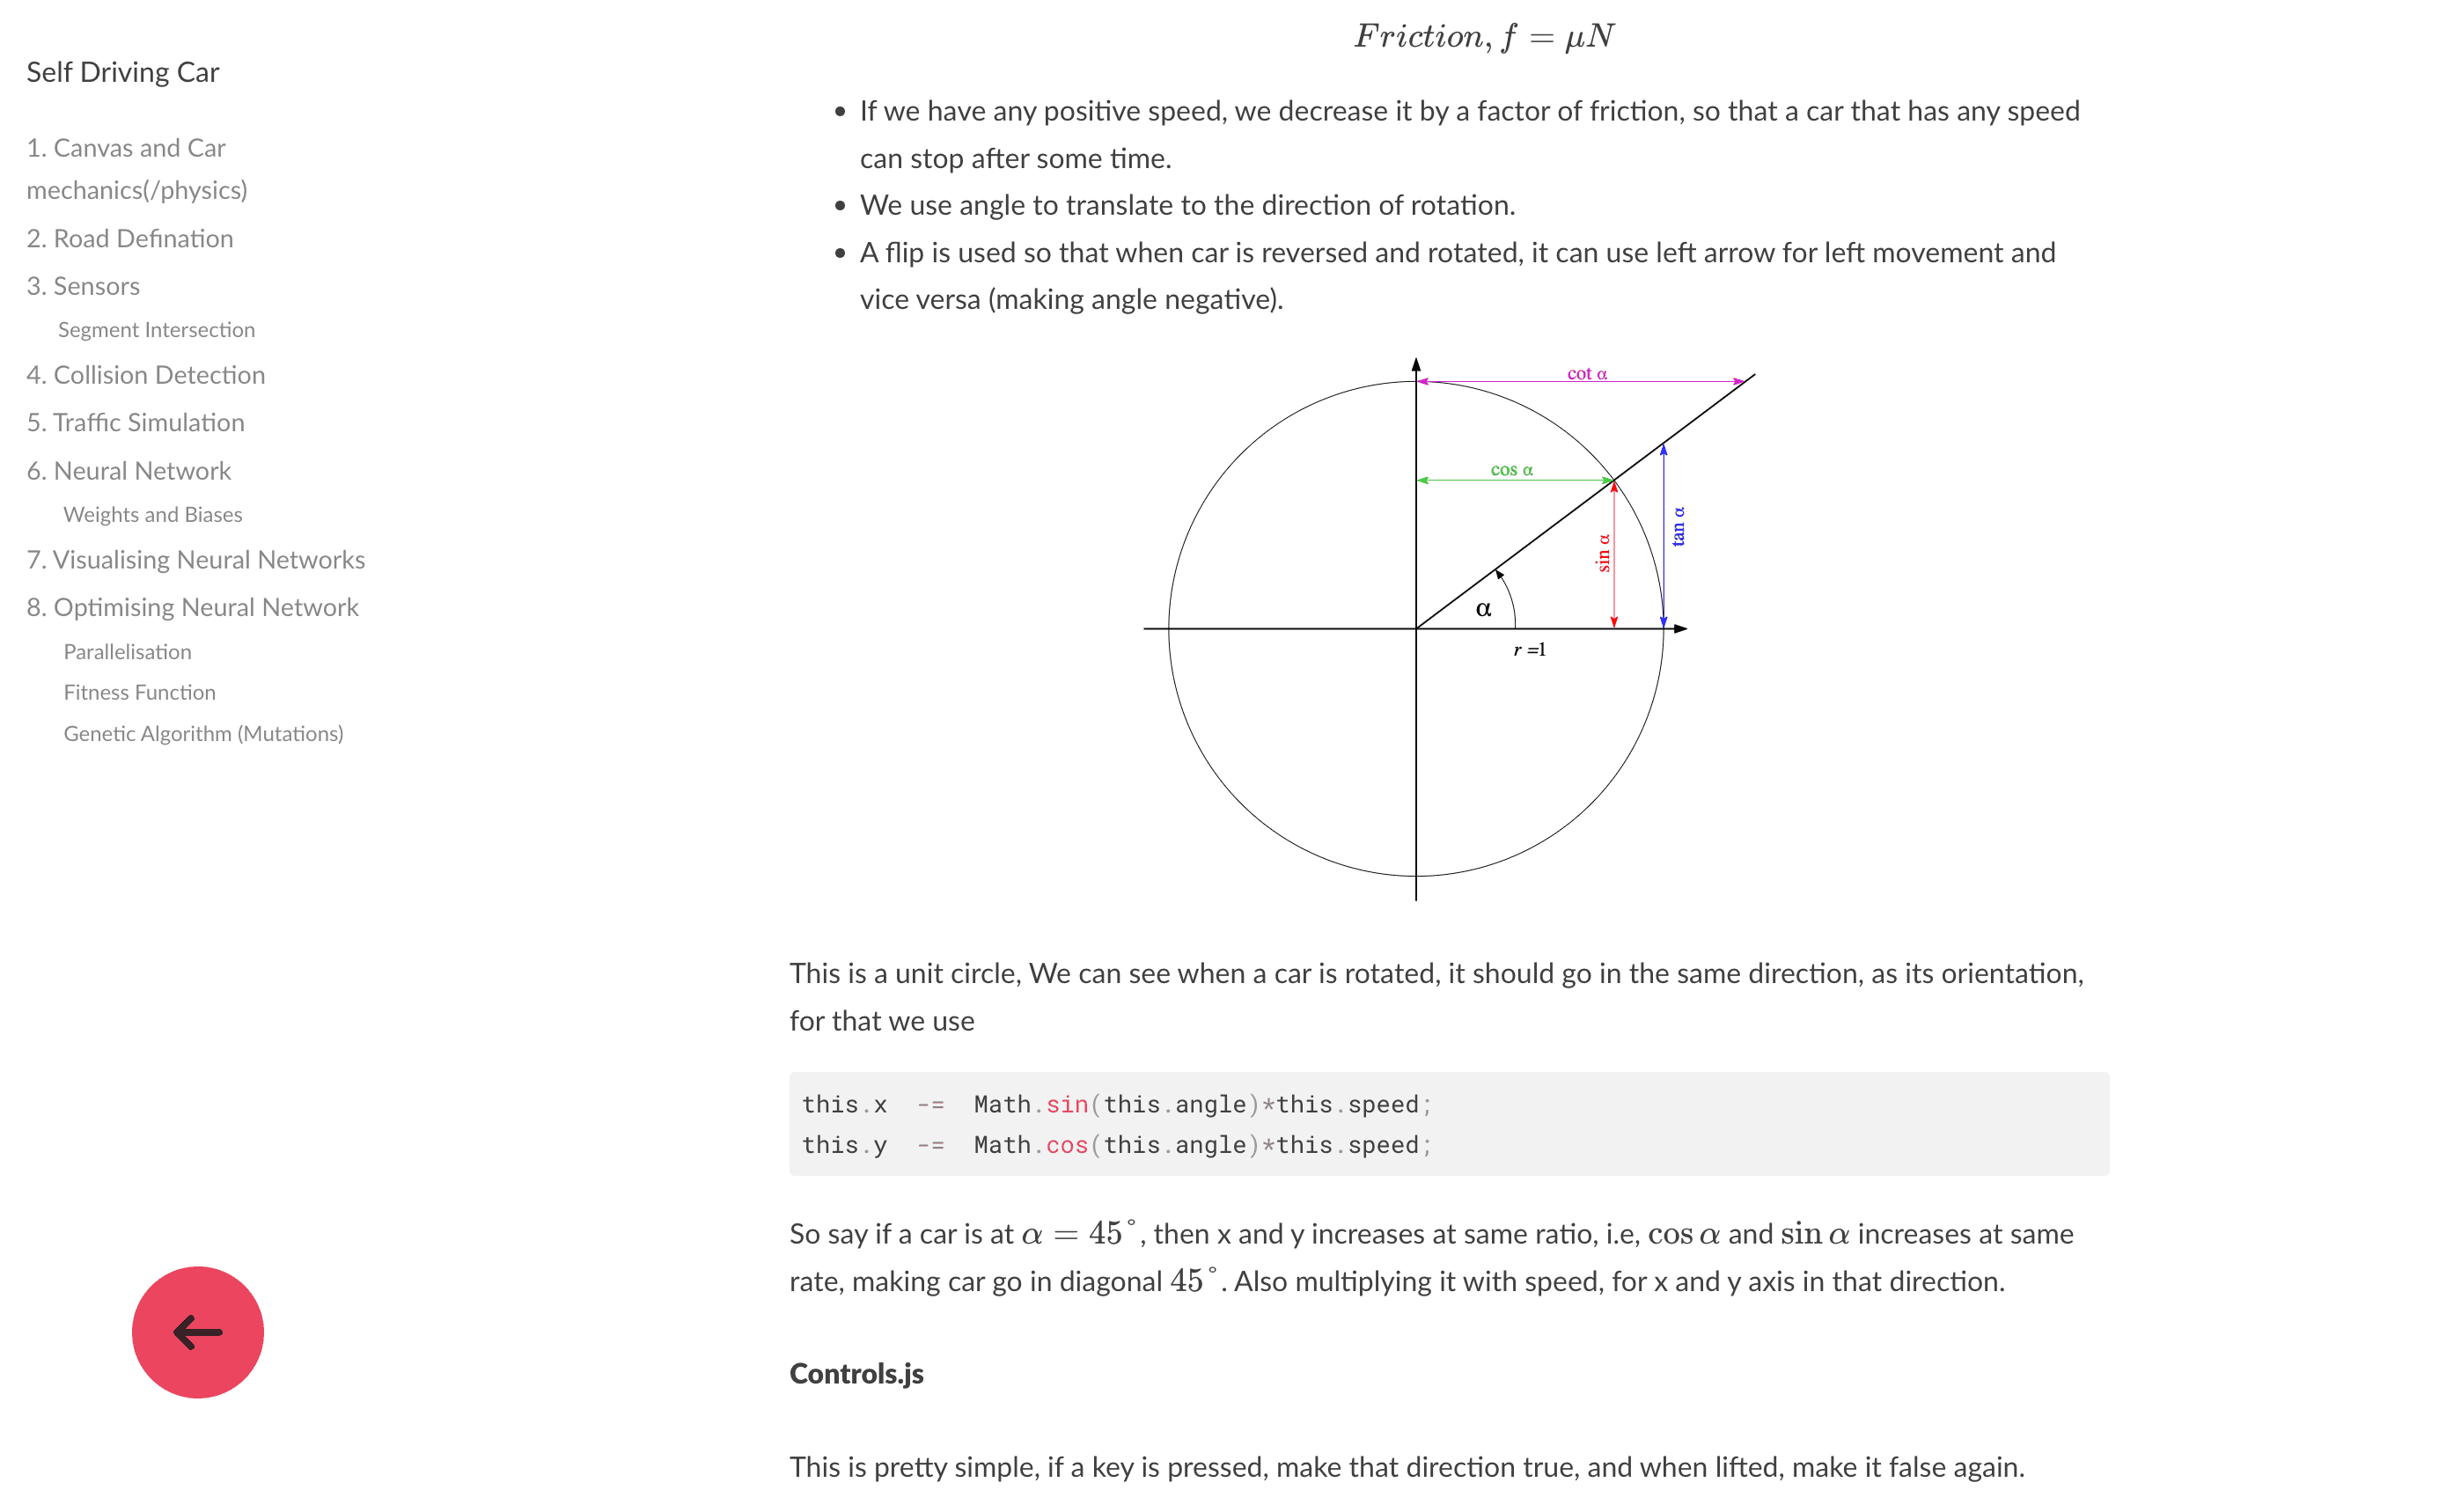 Self Driving Car
1. Canvas and Car
mechanics(/physics)
2. Road Defination
3. Sensors
Segment Intersection
4. Collision Detection
5. Traffic Simulation
6. Neural Network
Weights and Biases
7. Visualising Neural Networks
8. Optimising Neural Network
Parallelisation
Fitness Function
Genetic Algorithm (Mutations)
Friction, f = μN
• If we have any positive speed, we decrease it by a factor of friction, so that a car that has any speed
can stop after some time.
• We use angle to translate to the direction of rotation.
• A flip is used so that when car is reversed and rotated, it can use left arrow for left movement and
vice versa (making angle negative).
cot α
cos α
sin α
tan α
α
r =1
This is a unit circle, We can see when a car is rotated, it should go in the same direction, as its orientation,
for that we use
this.x -= Math.sin(this.angle)*this.speed;
this.y -= Math.cos(this.angle)*this.speed;
So say if a car is at α = 45°, then x and y increases at same ratio, i.e, cos α and sin α increases at same
rate, making car go in diagonal 45°. Also multiplying it with speed, for x and y axis in that direction.
Controls.js
This is pretty simple, if a key is pressed, make that direction true, and when lifted, make it false again.